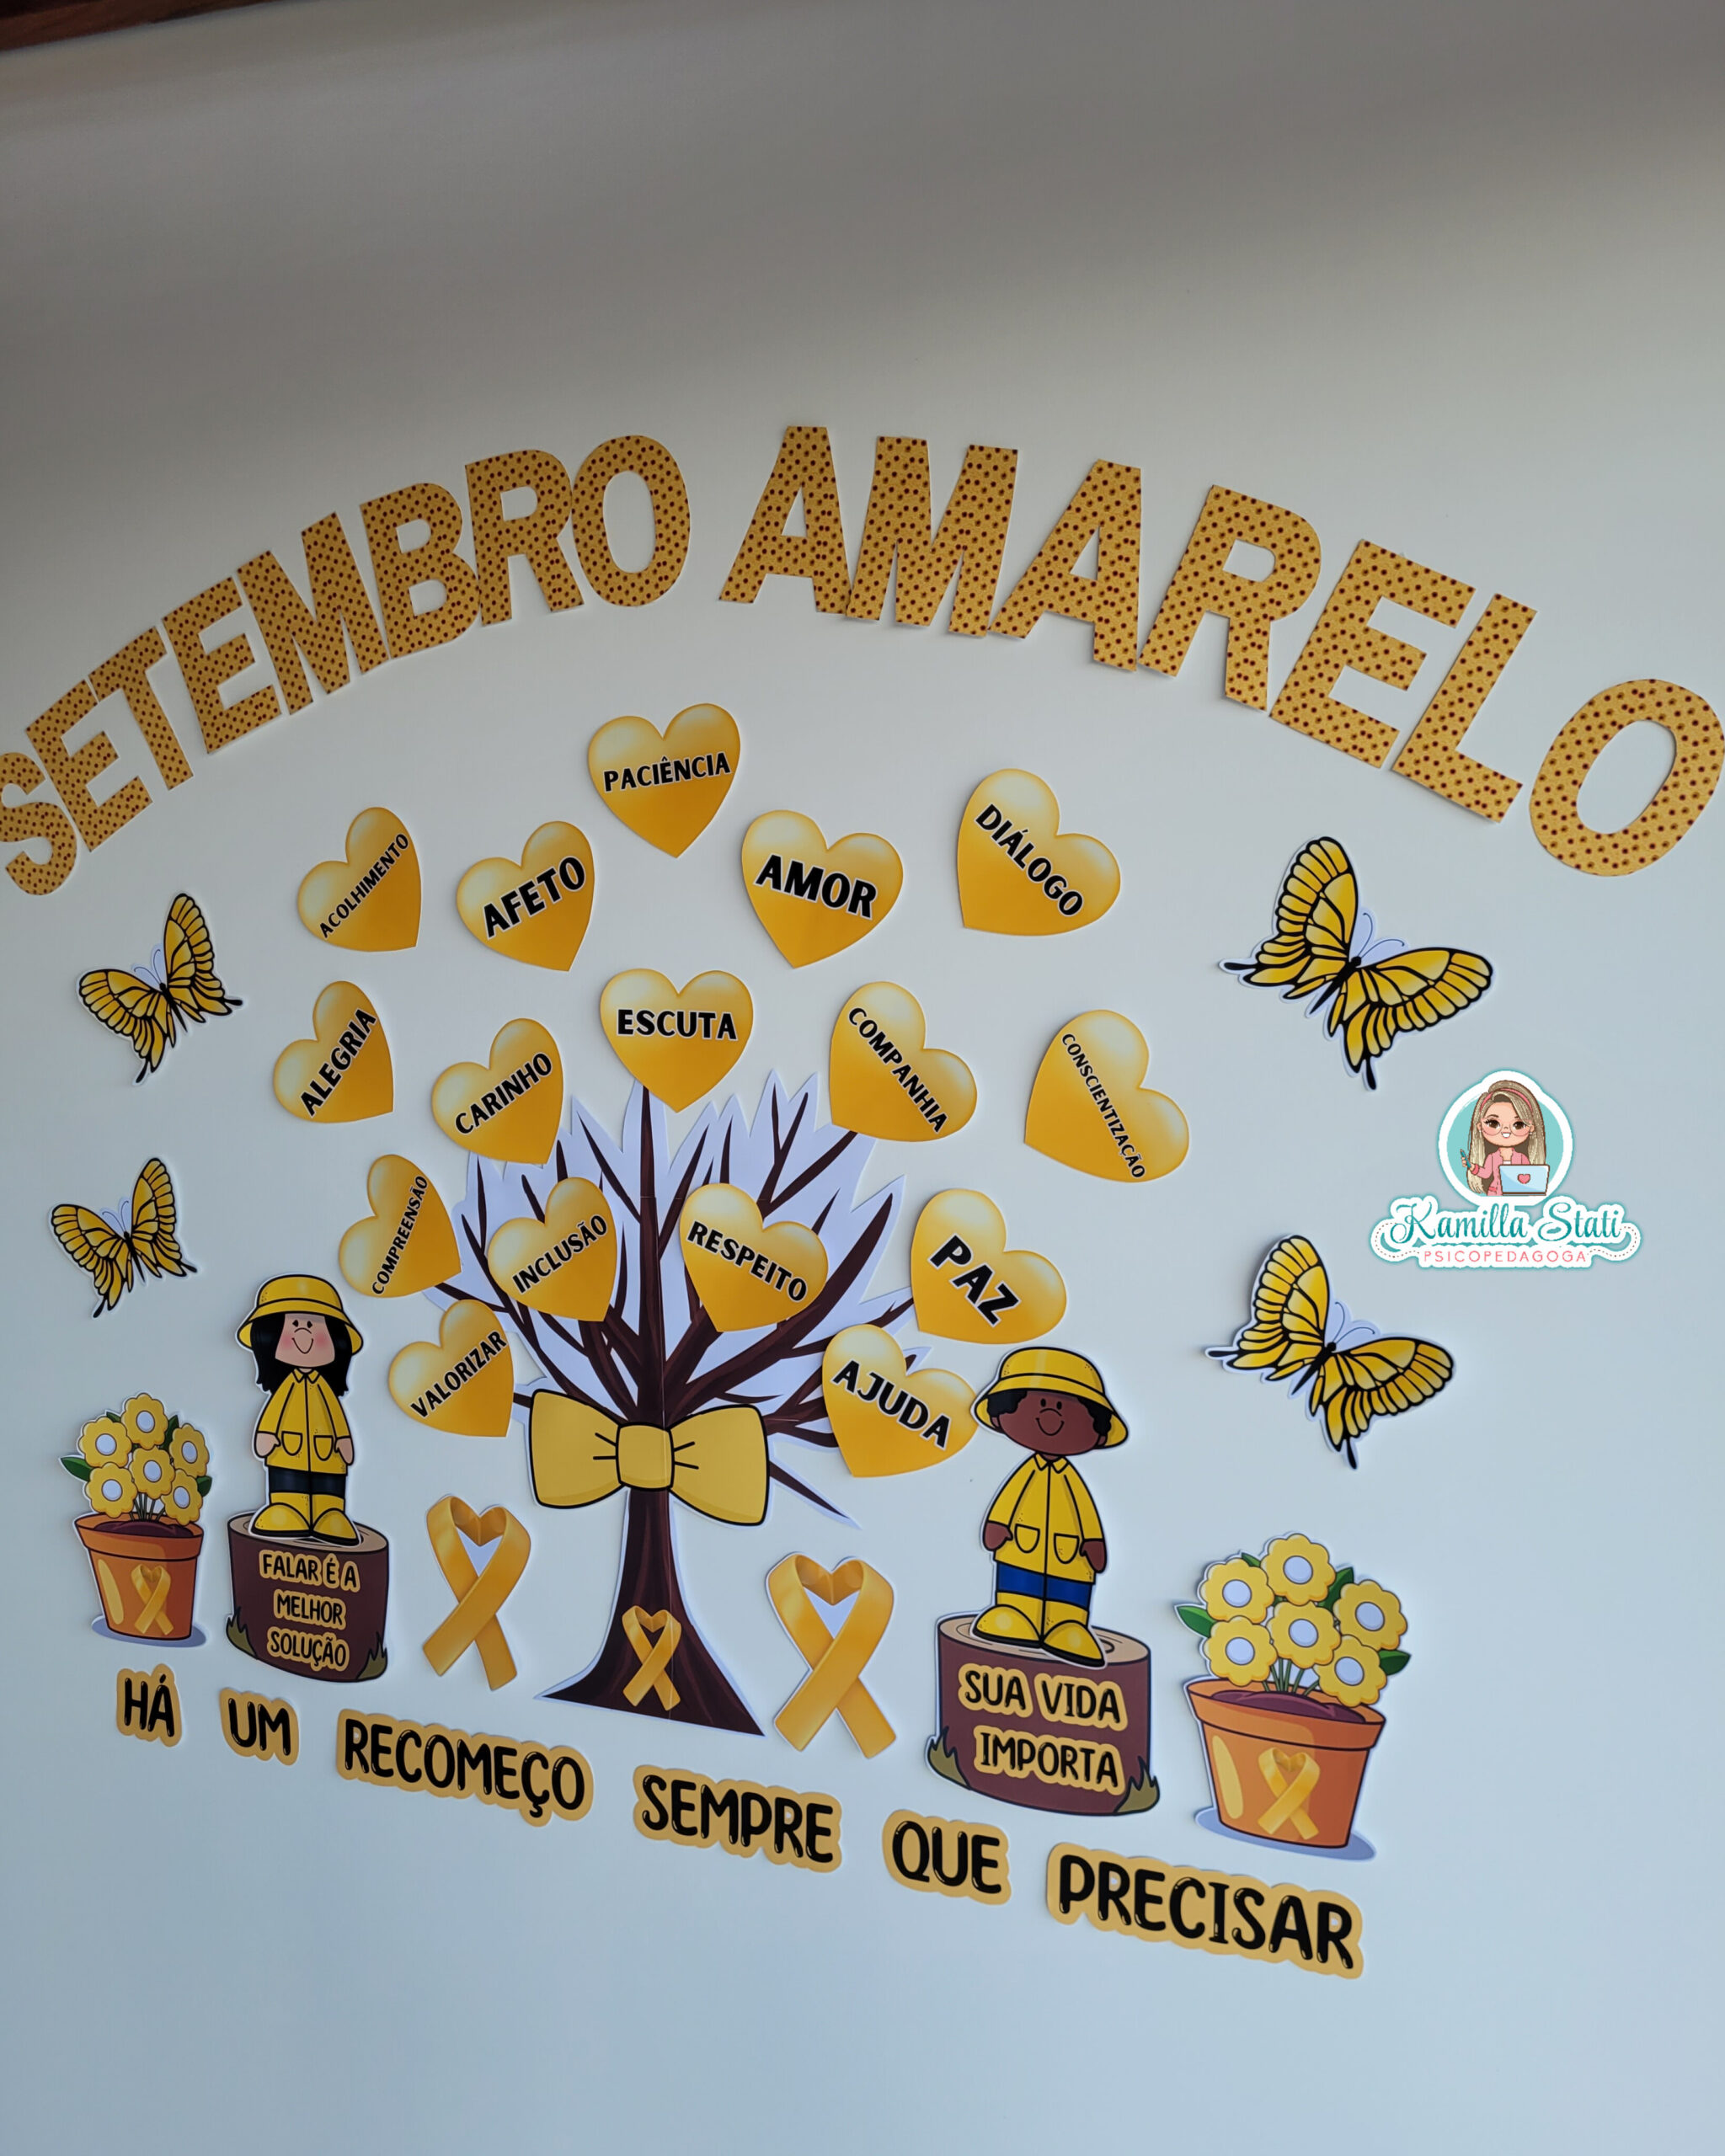 SETEMBRO AMARELO
PACIÊNCIA
ACOLHIMENTO
AFETO
AMOR
DIÁLOGO
ALEGRIA
CARINHO
ESCUTA
COMPANHIA
CONSCIENTIZAÇÃO
COMPREENSÃO
INCLUSÃO
RESPEITO
PAZ
VALORIZAR
AJUDA
Kamilla Stati
PSICOPEDAGOGA
FALAR É A
MELHOR
SOLUÇÃO
SUA VIDA
IMPORTA
HÁ UM RECOMEÇO SEMPRE QUE PRECISAR